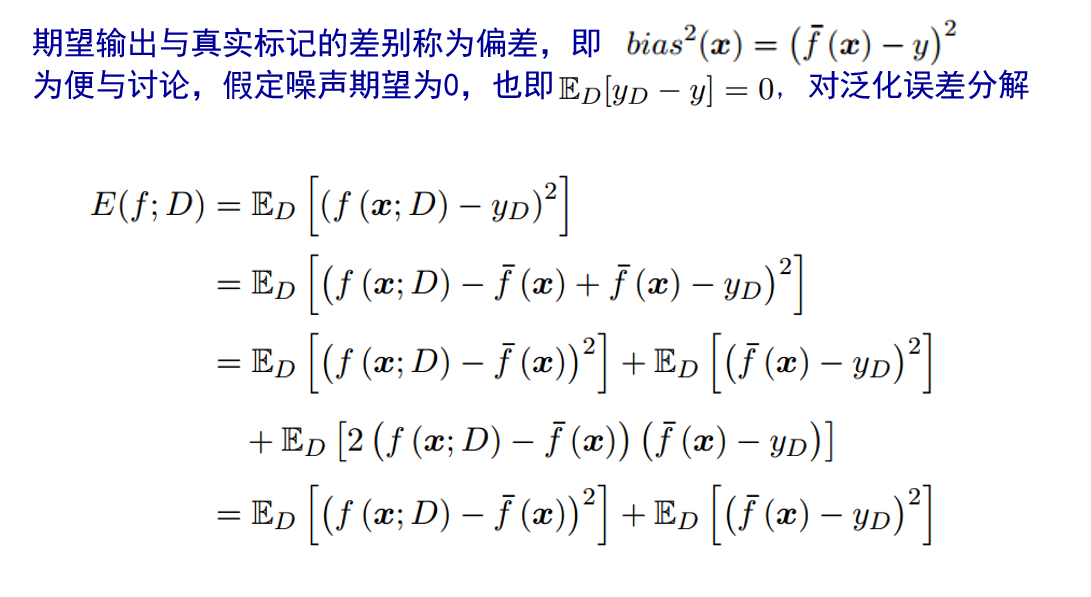 期望输出与真实标记的差别称为偏差，即 $bias^2(\boldsymbol{x}) = \left(\bar{f}(\boldsymbol{x}) - y\right)^2$
为便与讨论，假定噪声期望为0，也即 $\mathbb{E}_D[y_D - y] = 0$，对泛化误差分解
$E(f;D) = \mathbb{E}_D\left[\left(f(\boldsymbol{x};D) - y_D\right)^2\right]$
$= \mathbb{E}_D\left[\left(f(\boldsymbol{x};D) - \bar{f}(\boldsymbol{x}) + \bar{f}(\boldsymbol{x}) - y_D\right)^2\right]$
$= \mathbb{E}_D\left[\left(f(\boldsymbol{x};D) - \bar{f}(\boldsymbol{x})\right)^2\right] + \mathbb{E}_D\left[\left(\bar{f}(\boldsymbol{x}) - y_D\right)^2\right]$
$+ \mathbb{E}_D\left[2\left(f(\boldsymbol{x};D) - \bar{f}(\boldsymbol{x})\right)\left(\bar{f}(\boldsymbol{x}) - y_D\right)\right]$
$= \mathbb{E}_D\left[\left(f(\boldsymbol{x};D) - \bar{f}(\boldsymbol{x})\right)^2\right] + \mathbb{E}_D\left[\left(\bar{f}(\boldsymbol{x}) - y_D\right)^2\right]$